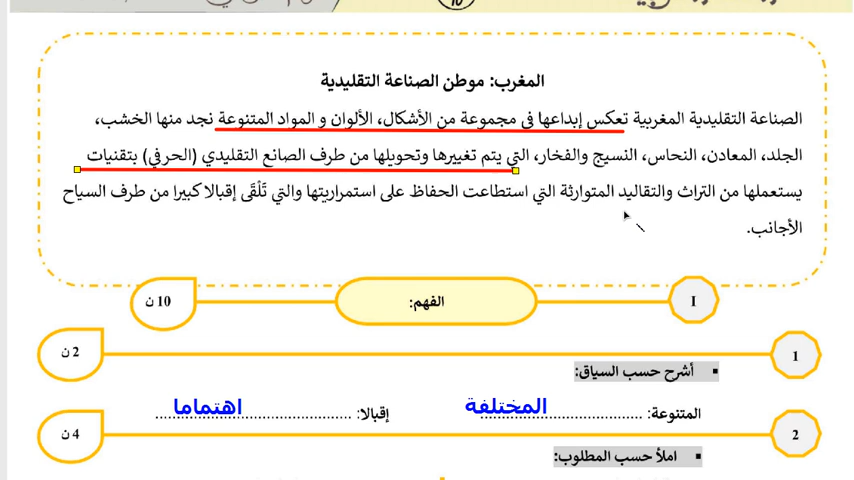 المغرب: موطن الصناعة التقليدية
الصناعة التقليدية المغربية تعكس إبداعها في مجموعة من الأشكال، الألوان و المواد المتنوعة نجد منها الخشب،
الجلد، المعادن، النحاس، النسيج والفخار، التي يتم تغييرها وتحويلها من طرف الصانع التقليدي (الحرفي) بتقنيات
يستعملها من التراث والتقاليد المتوارثة التي استطاعت الحفاظ على استمراريتها والتي تَلْقَى إقبالا كبيرا من طرف السياح
الأجانب.
I الفهم: 10 ن
1 2 ن
أشرح حسب السياق:
المتنوعة: المختلفة إقبالا: اهتماما
2 4 ن
املأ حسب المطلوب: